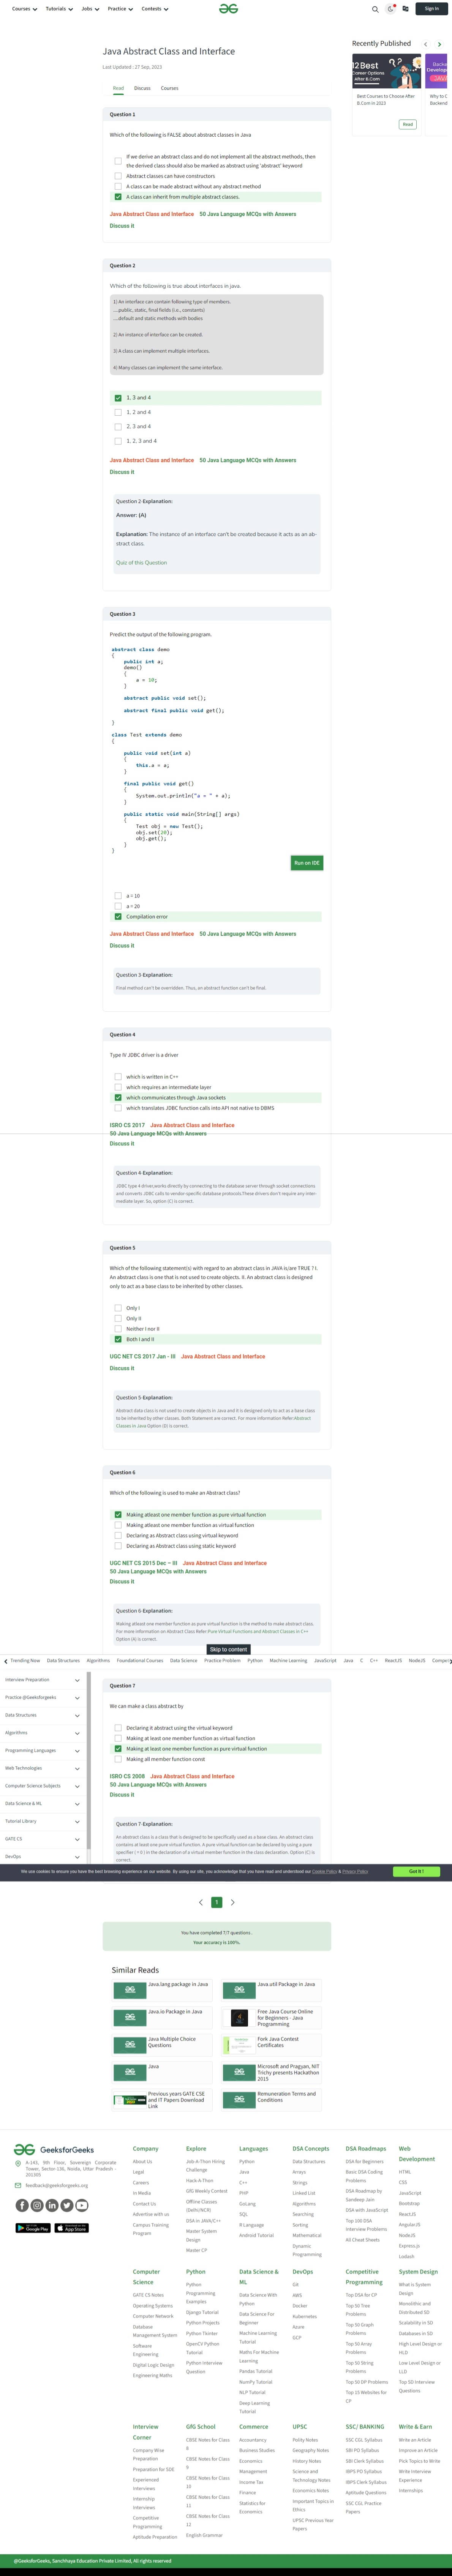 Courses Tutorials Jobs Practice Contests Sign In
Java Abstract Class and Interface
Last Updated : 27 Sep, 2023
Read Discuss Courses
Recently Published
12 Best
Career Options
After B.Com
Best Courses to Choose After
B.Com in 2023
Read
Question 1
Which of the following is FALSE about abstract classes in Java
If we derive an abstract class and do not implement all the abstract methods, then
the derived class should also be marked as abstract using 'abstract' keyword
Abstract classes can have constructors
A class can be made abstract without any abstract method
A class can inherit from multiple abstract classes.
Java Abstract Class and Interface 50 Java Language MCQs with Answers
Discuss it
Question 2
Which of the following is true about interfaces in java.
1) An interface can contain following type of members.
....public, static, final fields (i.e., constants)
....default and static methods with bodies
2) An instance of interface can be created.
3) A class can implement multiple interfaces.
4) Many classes can implement the same interface.
1, 3 and 4
1, 2 and 4
2, 3 and 4
1, 2, 3 and 4
Java Abstract Class and Interface 50 Java Language MCQs with Answers
Discuss it
Question 2-Explanation:
Answer: (A)
Explanation: The instance of an interface can't be created because it acts as an ab-
stract class.
Quiz of this Question
Question 3
Predict the output of the following program.
abstract class demo
{
public int a;
demo()
{
a = 10;
}
abstract public void set();
abstract final public void get();
}
class Test extends demo
{
public void set(int a)
{
this.a = a;
}
final public void get()
{
System.out.println("a = " + a);
}
public static void main(String[] args)
{
Test obj = new Test();
obj.set(20);
obj.get();
}
}
Run on IDE
a = 10
a = 20
Compilation error
Java Abstract Class and Interface 50 Java Language MCQs with Answers
Discuss it
Question 3-Explanation:
Final method can't be overridden. Thus, an abstract function can't be final.
Question 4
Type IV JDBC driver is a driver
which is written in C++
which requires an intermediate layer
which communicates through Java sockets
which translates JDBC function calls into API not native to DBMS
ISRO CS 2017 Java Abstract Class and Interface
50 Java Language MCQs with Answers
Discuss it
Question 4-Explanation:
JDBC type 4 driver,works directly by connecting to the database server through socket connections
and converts JDBC calls to vendor-specific database protocols.These drivers don't require any inter-
mediate layer. So, option (C) is correct.
Question 5
Which of the following statement(s) with regard to an abstract class in JAVA is/are TRUE ? I.
An abstract class is one that is not used to create objects. II. An abstract class is designed
only to act as a base class to be inherited by other classes.
Only I
Only II
Neither I nor II
Both I and II
UGC NET CS 2017 Jan - III Java Abstract Class and Interface
Discuss it
Question 5-Explanation:
Abstract data class is not used to create objects in Java and it is designed only to act as a base class
to be inherited by other classes. Both Statement are correct. For more information Refer:Abstract
Classes in Java Option (D) is correct.
Question 6
Which of the following is used to make an Abstract class?
Making atleast one member function as pure virtual function
Making atleast one member function as virtual function
Declaring as Abstract class using virtual keyword
Declaring as Abstract class using static keyword
UGC NET CS 2015 Dec – III Java Abstract Class and Interface
50 Java Language MCQs with Answers
Discuss it
Question 6-Explanation:
Making atleast one member function as pure virtual function is the method to make abstract class.
For more information on Abstract Class Refer Pure Virtual Functions and Abstract Classes in C++
Option (A) is correct.
Skip to content
Trending Now Data Structures Algorithms Foundational Courses Data Science Practice Problem Python Machine Learning JavaScript Java C C++ ReactJS NodeJS
Interview Preparation
Practice @Geeksforgeeks
Data Structures
Algorithms
Programming Languages
Web Technologies
Computer Science Subjects
Data Science & ML
Tutorial Library
GATE CS
DevOps
Question 7
We can make a class abstract by
Declaring it abstract using the virtual keyword
Making at least one member function as virtual function
Making at least one member function as pure virtual function
Making all member function const
ISRO CS 2008 Java Abstract Class and Interface
50 Java Language MCQs with Answers
Discuss it
Question 7-Explanation:
An abstract class is a class that is designed to be specifically used as a base class. An abstract class
contains at least one pure virtual function. A pure virtual function can be declared by using a pure
specifier ( = 0 ) in the declaration of a virtual member function in the class declaration. Option (C) is
correct.
We use cookies to ensure you have the best browsing experience on our website. By using our site, you acknowledge that you have read and understood our Cookie Policy & Privacy Policy
Got It !
1
You have completed 7/7 questions .
Your accuracy is 100%.
Similar Reads
Java.lang package in Java
Java.util Package in Java
Java.io Package in Java
Free Java Course Online
for Beginners - Java
Programming
Java Multiple Choice
Questions
Fork Java Contest
Certificates
Java
Microsoft and Pragyan, NIT
Trichy presents Hackathon
2015
Previous years GATE CSE
and IT Papers Download
Link
Remuneration Terms and
Conditions
GeeksforGeeks
A-143, 9th Floor, Sovereign Corporate
Tower, Sector-136, Noida, Uttar Pradesh -
201305
feedback@geeksforgeeks.org
Google Play App Store
Company
About Us
Legal
Careers
In Media
Contact Us
Advertise with us
Campus Training
Program
Explore
Job-A-Thon Hiring
Challenge
Hack-A-Thon
GfG Weekly Contest
Offline Classes
(Delhi/NCR)
DSA in JAVA/C++
Master System
Design
Master CP
Languages
Python
Java
C++
PHP
GoLang
SQL
R Language
Android Tutorial
DSA Concepts
Data Structures
Arrays
Strings
Linked List
Algorithms
Searching
Sorting
Mathematical
Dynamic
Programming
DSA Roadmaps
DSA for Beginners
Basic DSA Coding
Problems
DSA Roadmap by
Sandeep Jain
DSA with JavaScript
Top 100 DSA
Interview Problems
All Cheat Sheets
Web
Development
HTML
CSS
JavaScript
Bootstrap
ReactJS
AngularJS
NodeJS
Express.js
Lodash
Computer
Science
GATE CS Notes
Operating Systems
Computer Network
Database
Management System
Software
Engineering
Digital Logic Design
Engineering Maths
Python
Python
Programming
Examples
Django Tutorial
Python Projects
Python Tkinter
OpenCV Python
Tutorial
Python Interview
Question
Data Science &
ML
Data Science With
Python
Data Science For
Beginner
Machine Learning
Tutorial
Maths For Machine
Learning
Pandas Tutorial
NumPy Tutorial
NLP Tutorial
Deep Learning
Tutorial
DevOps
Git
AWS
Docker
Kubernetes
Azure
GCP
Competitive
Programming
Top DSA for CP
Top 50 Tree
Problems
Top 50 Graph
Problems
Top 50 Array
Problems
Top 50 String
Problems
Top 50 DP Problems
Top 15 Websites for
CP
System Design
What is System
Design
Monolithic and
Distributed SD
Scalability in SD
Databases in SD
High Level Design or
HLD
Low Level Design or
LLD
Top SD Interview
Questions
Interview
Corner
Company Wise
Preparation
Preparation for SDE
Experienced
Interviews
Internship
Interviews
Competitive
Programming
Aptitude Preparation
GfG School
CBSE Notes for Class
8
CBSE Notes for Class
9
CBSE Notes for Class
10
CBSE Notes for Class
11
CBSE Notes for Class
12
English Grammar
Commerce
Accountancy
Business Studies
Economics
Management
Income Tax
Finance
Statistics for
Economics
UPSC
Polity Notes
Geography Notes
History Notes
Science and
Technology Notes
Economics Notes
Important Topics in
Ethics
UPSC Previous Year
Papers
SSC/ BANKING
SSC CGL Syllabus
SBI PO Syllabus
SBI Clerk Syllabus
IBPS PO Syllabus
IBPS Clerk Syllabus
Aptitude Questions
SSC CGL Practice
Papers
Write & Earn
Write an Article
Improve an Article
Pick Topics to Write
Write Interview
Experience
Internships
@GeeksforGeeks, Sanchhaya Education Private Limited, All rights reserved